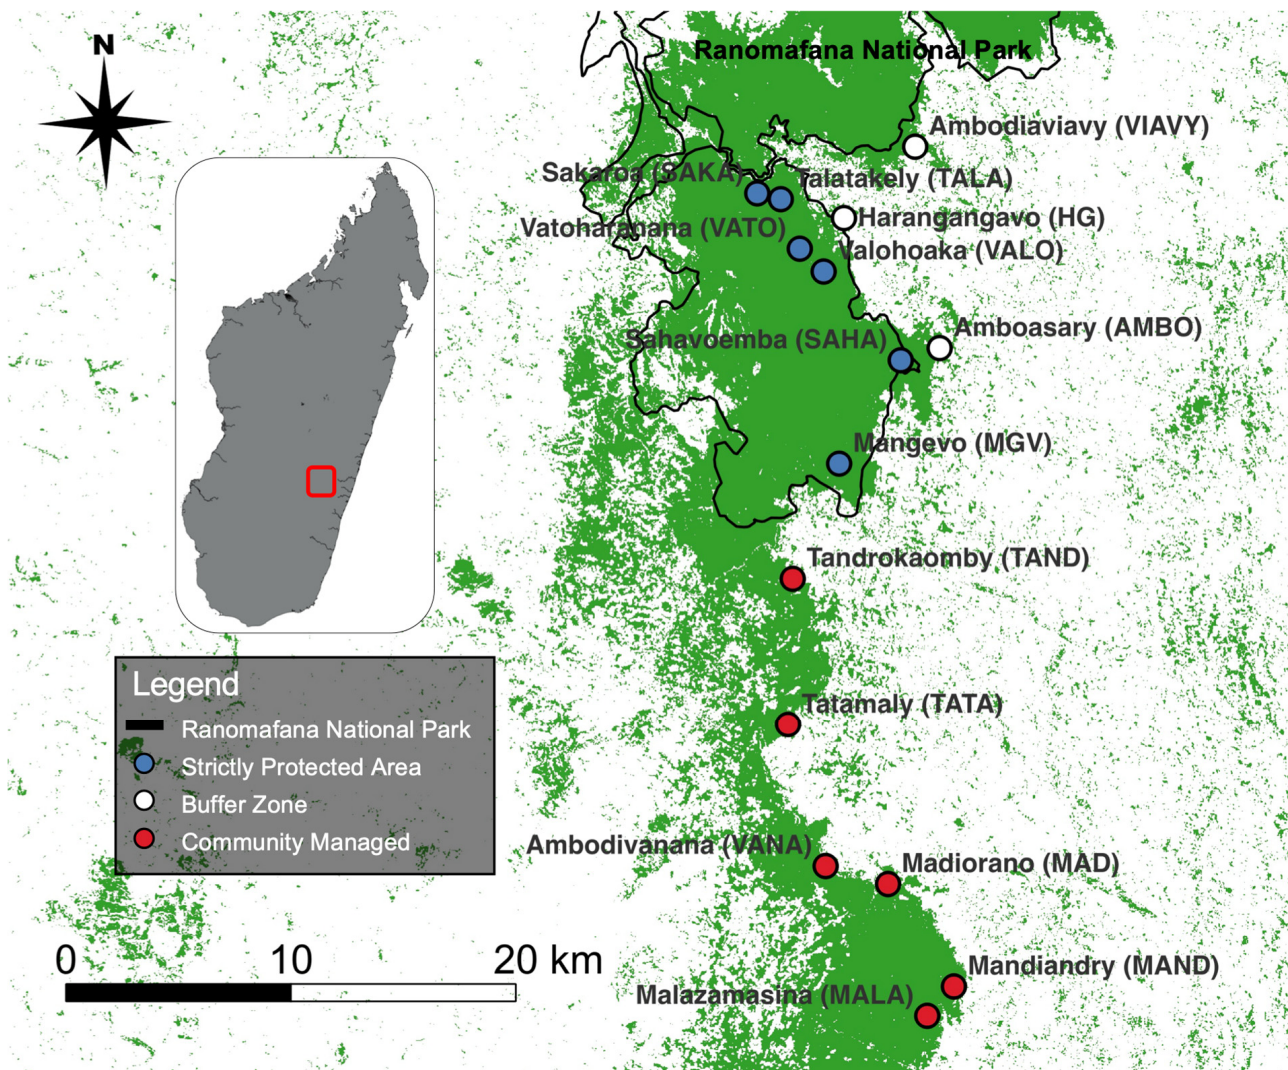 Ranomafana National Park
N
Ambodiaviavy (VIAVY)
Sakaroa (SAKA)
Talatakely (TALA)
Harangangavo (HG)
Vatoharanana (VATO)
Valohoaka (VALO)
Amboasary (AMBO)
Sahavoemba (SAHA)
Mangevo (MGV)
Tandrokaomby (TAND)
Tatamaly (TATA)
Ambodivanana (VANA)
Madiorano (MAD)
Mandiandry (MAND)
Malazamasina (MALA)
Legend
Ranomafana National Park
Strictly Protected Area
Buffer Zone
Community Managed
0 10 20 km